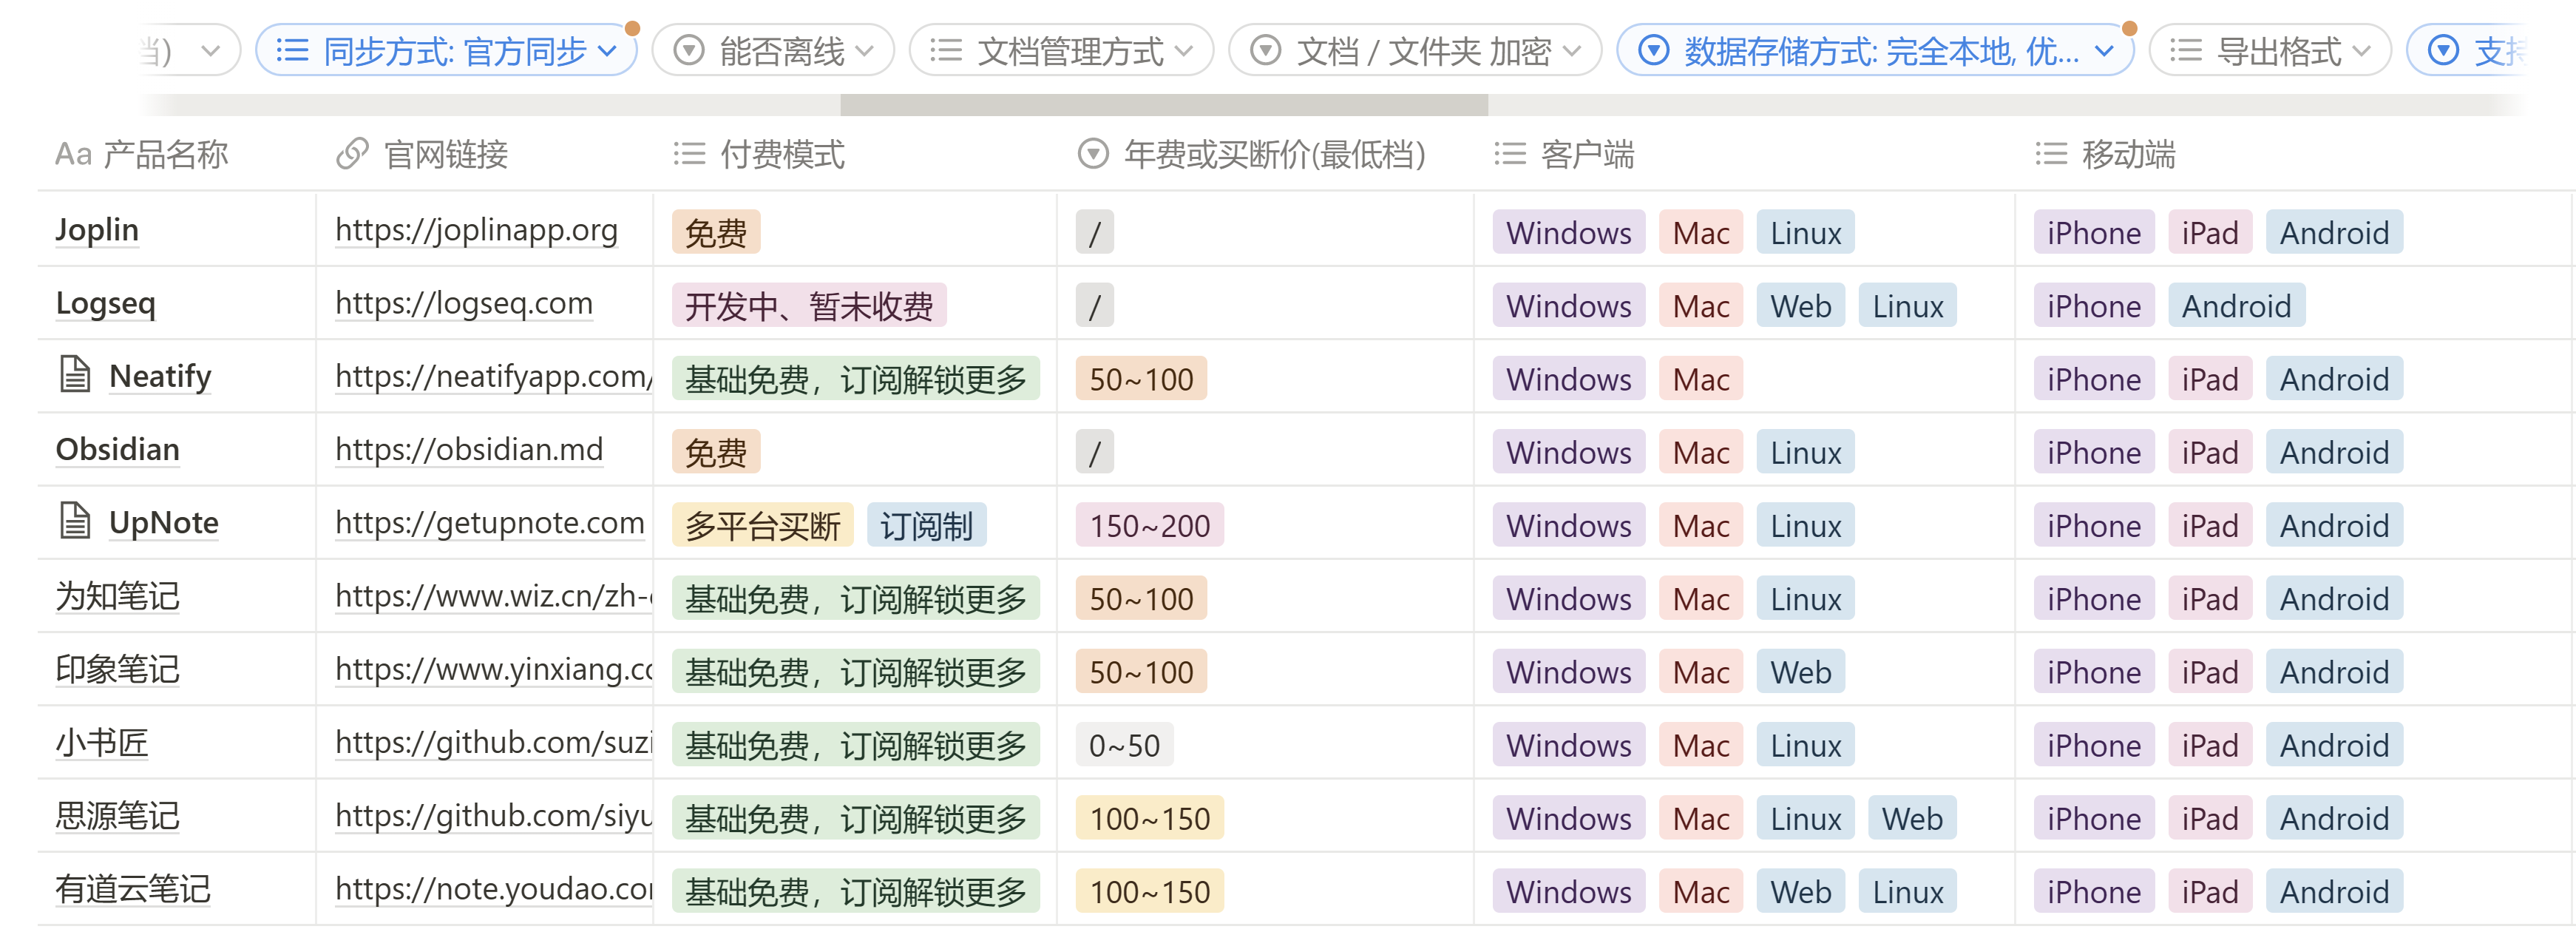 档) 同步方式: 官方同步 能否离线 文档管理方式 文档 / 文件夹 加密 数据存储方式: 完全本地, 优... 导出格式 支持
Aa 产品名称 官网链接 付费模式 年费或买断价(最低档) 客户端 移动端
Joplin https://joplinapp.org 免费 / Windows Mac Linux iPhone iPad Android
Logseq https://logseq.com 开发中、暂未收费 / Windows Mac Web Linux iPhone Android
Neatify https://neatifyapp.com/ 基础免费，订阅解锁更多 50~100 Windows Mac iPhone iPad Android
Obsidian https://obsidian.md 免费 / Windows Mac Linux iPhone iPad Android
UpNote https://getupnote.com 多平台买断 订阅制 150~200 Windows Mac Linux iPhone iPad Android
为知笔记 https://www.wiz.cn/zh-c 基础免费，订阅解锁更多 50~100 Windows Mac Linux iPhone iPad Android
印象笔记 https://www.yinxiang.co 基础免费，订阅解锁更多 50~100 Windows Mac Web iPhone iPad Android
小书匠 https://github.com/suzi 基础免费，订阅解锁更多 0~50 Windows Mac Linux iPhone iPad Android
思源笔记 https://github.com/siyu 基础免费，订阅解锁更多 100~150 Windows Mac Linux Web iPhone iPad Android
有道云笔记 https://note.youdao.com 基础免费，订阅解锁更多 100~150 Windows Mac Web Linux iPhone iPad Android